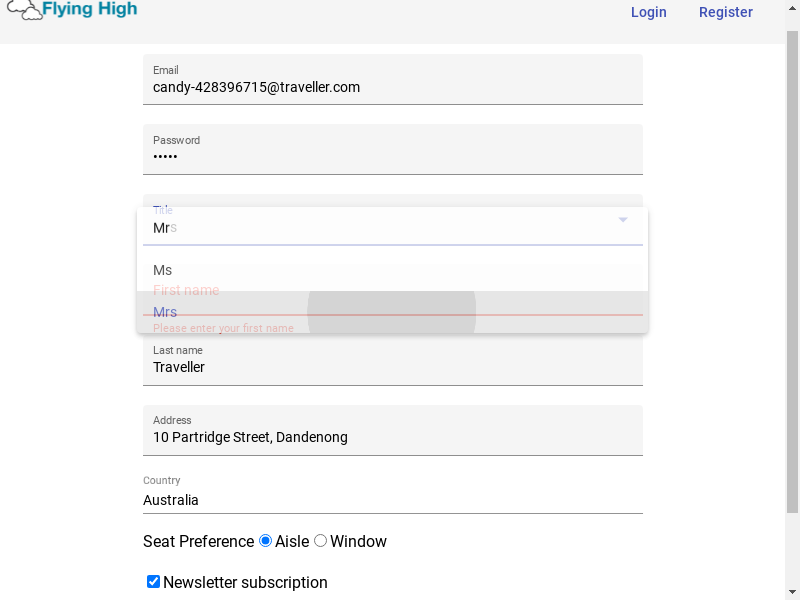 Flying High
Login Register
Email
candy-428396715@traveller.com
Password
•••••
Title
Mrs
Ms
First name
Mrs
Please enter your first name
Last name
Traveller
Address
10 Partridge Street, Dandenong
Country
Australia
Seat Preference Aisle Window
Newsletter subscription